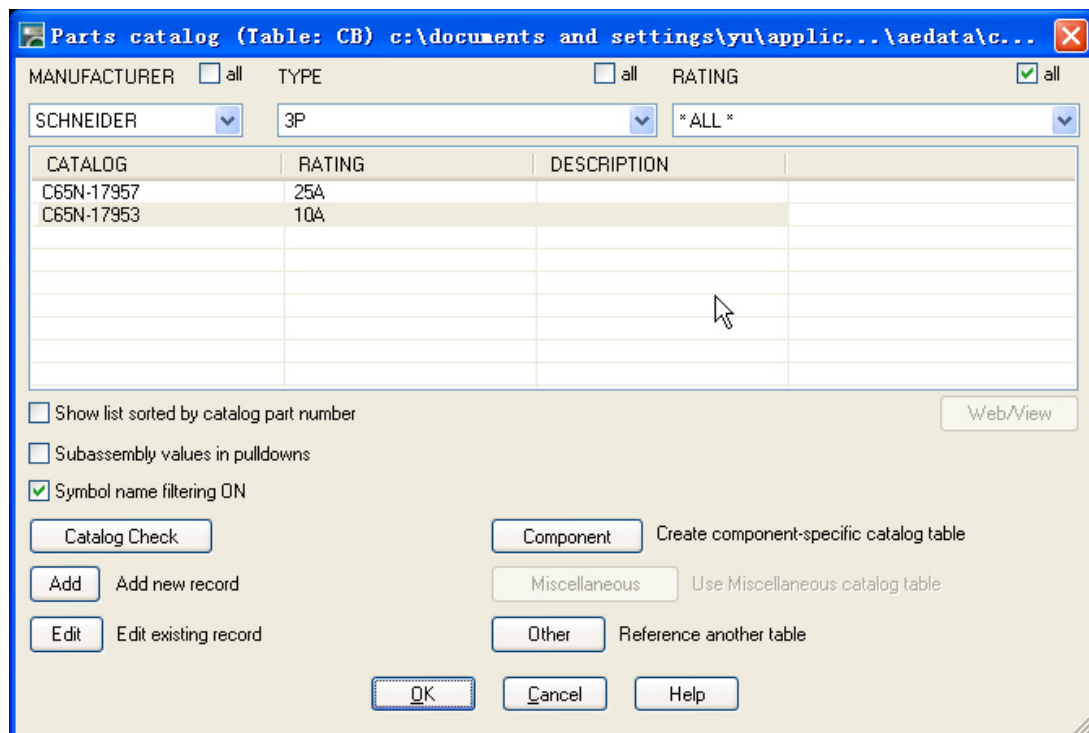 Parts catalog (Table: CB) c:\documents and settings\yu\applic...\aedata\c...
MANUFACTURER all TYPE all RATING all
SCHNEIDER 3P *ALL*
CATALOG RATING DESCRIPTION
C65N-17957 25A
C65N-17953 10A
Show list sorted by catalog part number Web/View
Subassembly values in pulldowns
Symbol name filtering ON
Catalog Check Component Create component-specific catalog table
Add Add new record Miscellaneous Use Miscellaneous catalog table
Edit Edit existing record Other Reference another table
OK Cancel Help